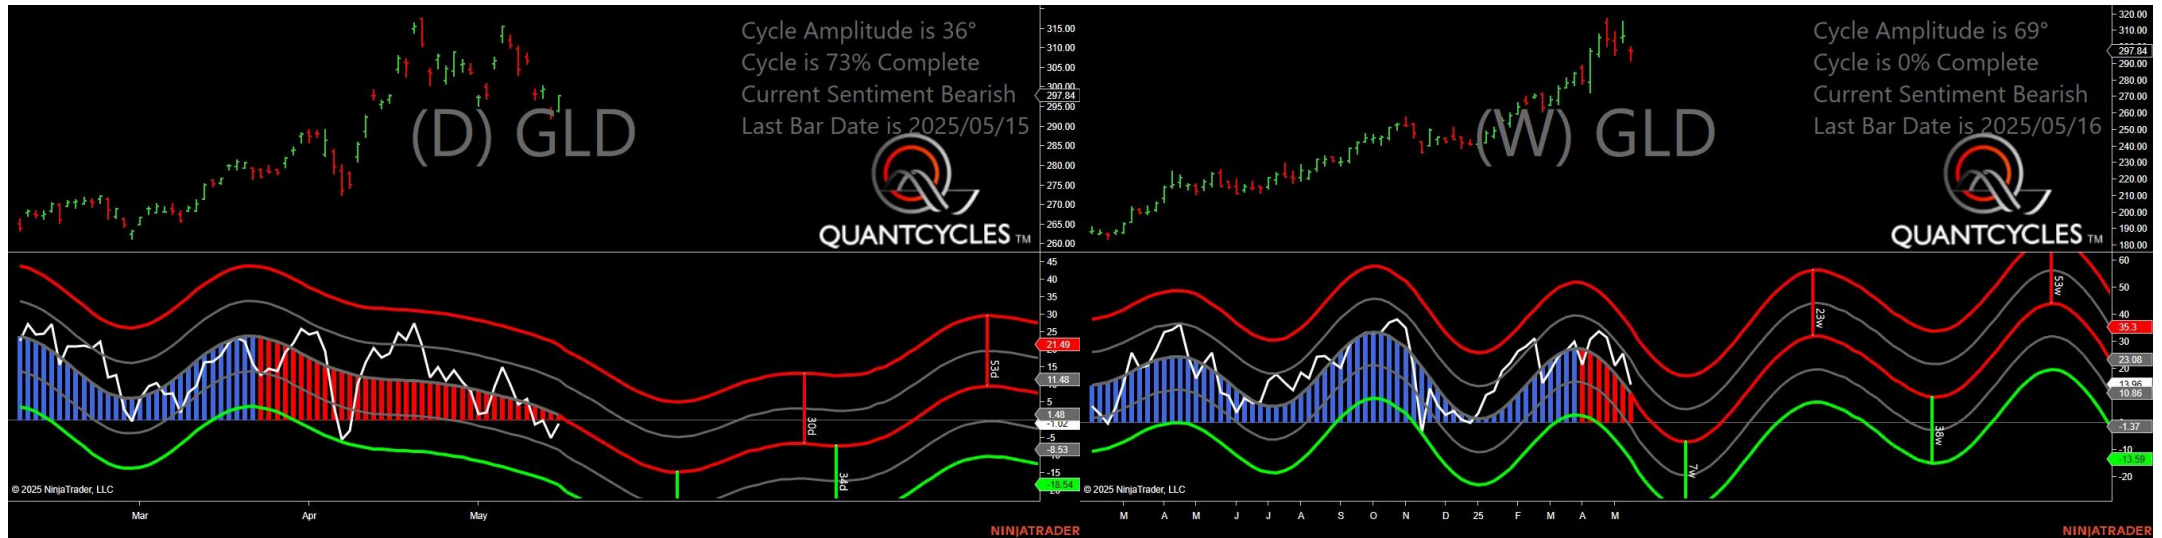 Cycle Amplitude is 36°
Cycle is 73% Complete
Current Sentiment Bearish
Last Bar Date is 2025/05/15
(D) GLD
QUANTCYCLES TM
315.00
310.00
305.00
300.00
297.84
295.00
290.00
285.00
280.00
275.00
270.00
265.00
260.00
45
40
35
30
25
21.49
15
11.48
5
1.48
-1.02
-5
-8.53
-15
-18.54
30d
34d
53d
© 2025 NinjaTrader, LLC
Mar
Apr
May
NINJATRADER
Cycle Amplitude is 69°
Cycle is 0% Complete
Current Sentiment Bearish
Last Bar Date is 2025/05/16
(W) GLD
QUANTCYCLES TM
320.00
310.00
297.84
290.00
280.00
270.00
260.00
250.00
240.00
230.00
220.00
210.00
200.00
190.00
180.00
60
50
40
35.3
30
23.08
20
13.96
10.86
-1.37
-10
-13.59
-20
7w
23w
38w
53w
© 2025 NinjaTrader, LLC
M A M J J A S O N D 25 F M A M
NINJATRADER